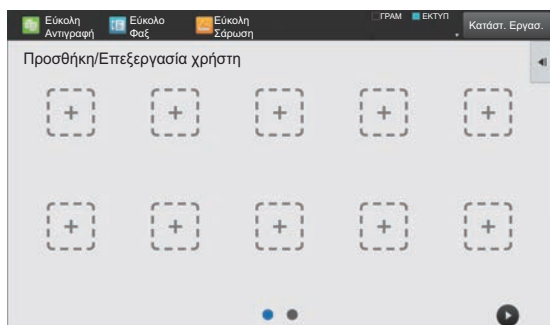 Εύκολη
Αντιγραφή
Εύκολο
Φαξ
Εύκολη
Σάρωση
ΓΡΑΜ
ΕΚΤΥΠ
Κατάστ. Εργασ.
Προσθήκη/Επεξεργασία χρήστη